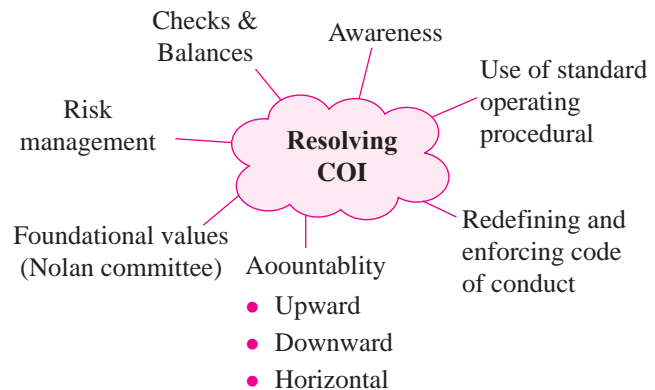 Checks &
Balances
Awareness
Use of standard
operating
procedural
Risk
management
Resolving
COI
Foundational values
(Nolan committee)
Aoountablity
• Upward
• Downward
• Horizontal
Redefining and
enforcing code
of conduct